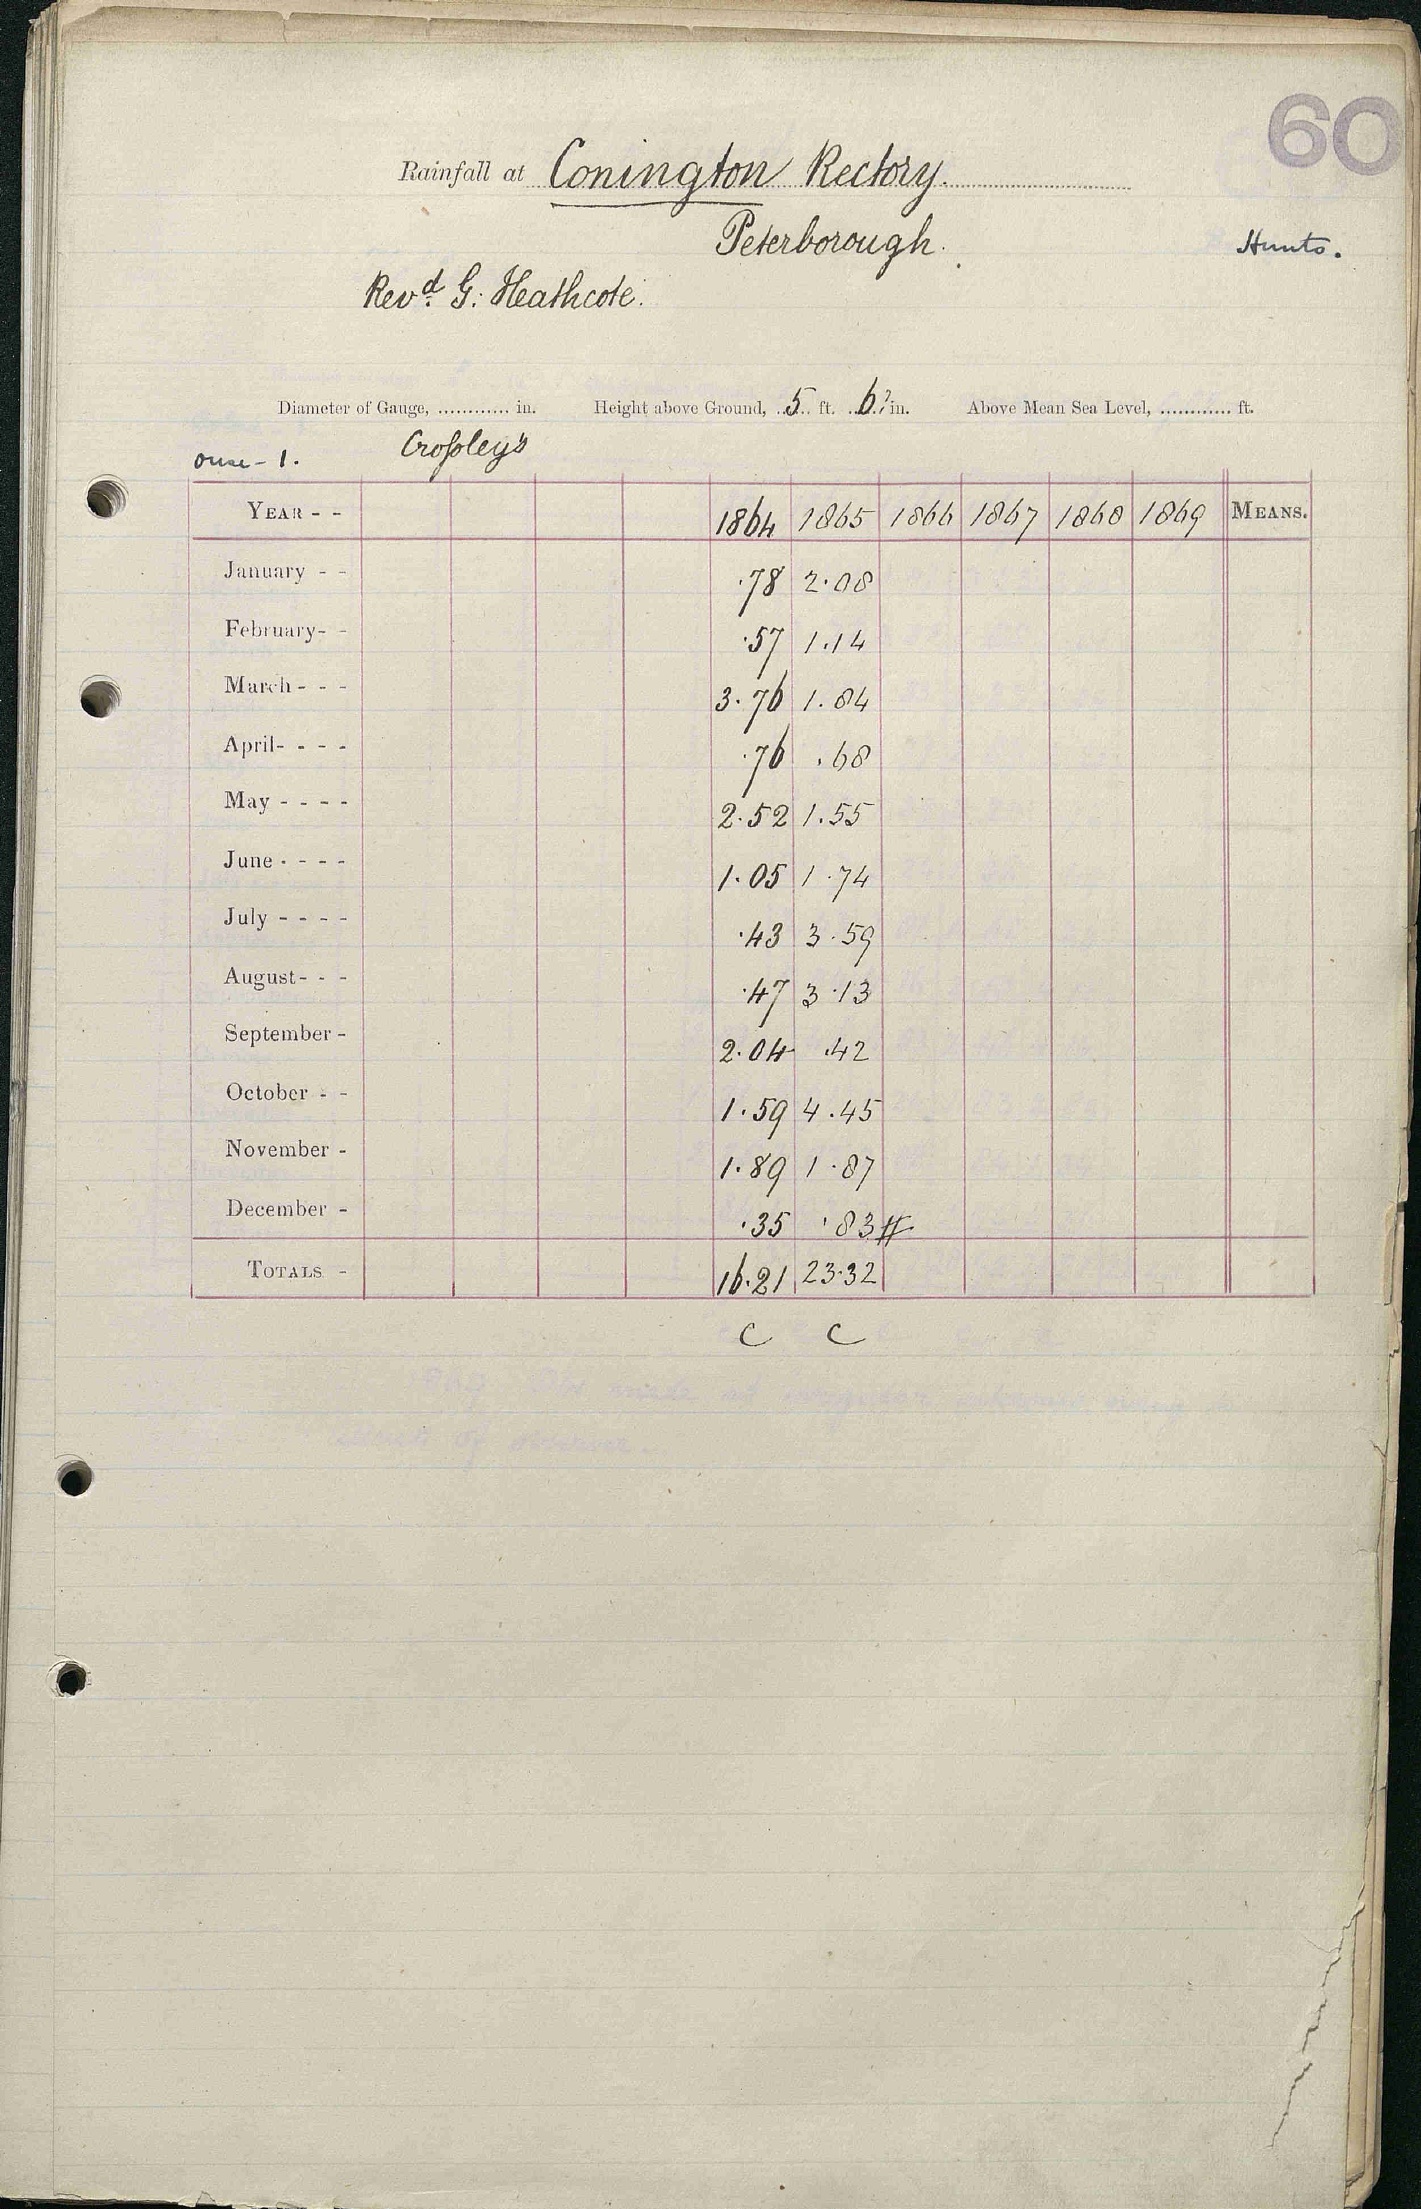 60
Rainfall at Conington Rectory.
Peterborough. Hunts.
Revd. G. Heathcote.
Diameter of Gauge, ............ in. Height above Ground, 5 ft. 6? in. Above Mean Sea Level, ............ ft.
Ouse - 1. Croſsley's
YEAR - - 1864 1865 1866 1867 1868 1869 MEANS.
January - - .78 2.08
February- - .57 1.14
March - - - 3.76 1.84
April- - - - .76 .68
May - - - - 2.52 1.55
June - - - - 1.05 1.74
July - - - - .43 3.59
August- - - .47 3.13
September - 2.04 .42
October - - 1.59 4.45
November - 1.89 1.87
December - .35 .83 #
TOTALS - 16.21 23.32
C C